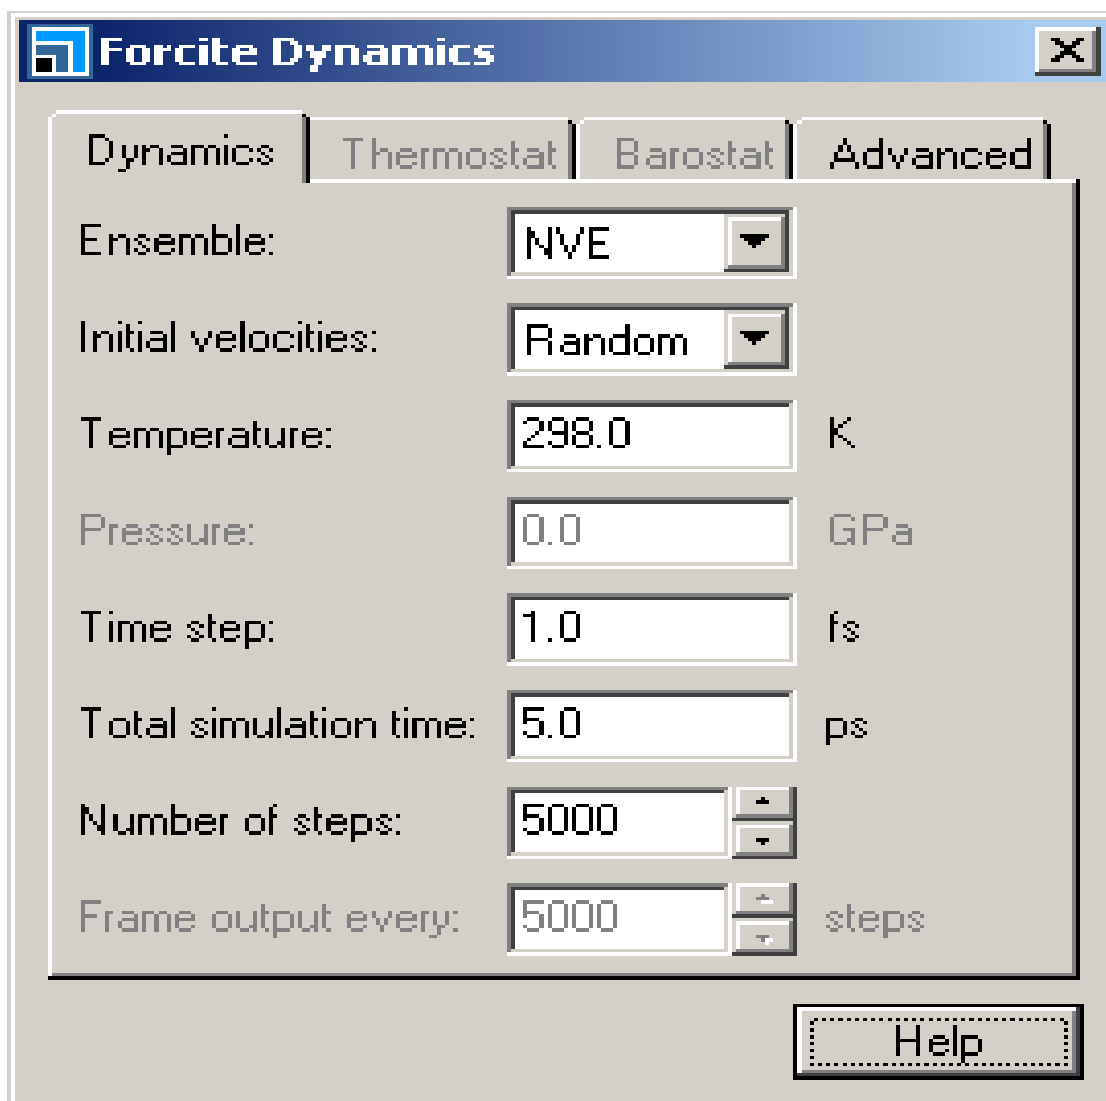 Forcite Dynamics
Dynamics Thermostat Barostat Advanced
Ensemble: NVE
Initial velocities: Random
Temperature: 298.0 K
Pressure: 0.0 GPa
Time step: 1.0 fs
Total simulation time: 5.0 ps
Number of steps: 5000
Frame output every: 5000 steps
Help